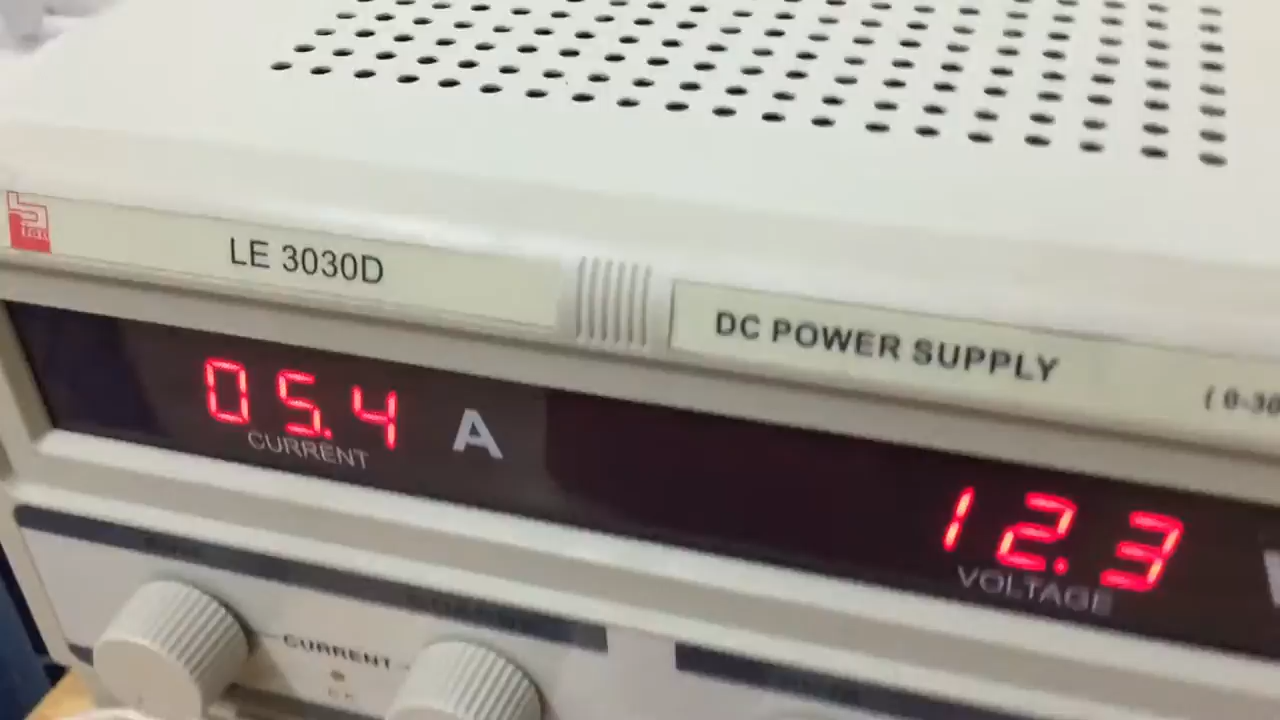 LE 3030D
DC POWER SUPPLY
05.4 A
CURRENT
12.3
VOLTAGE
CURRENT